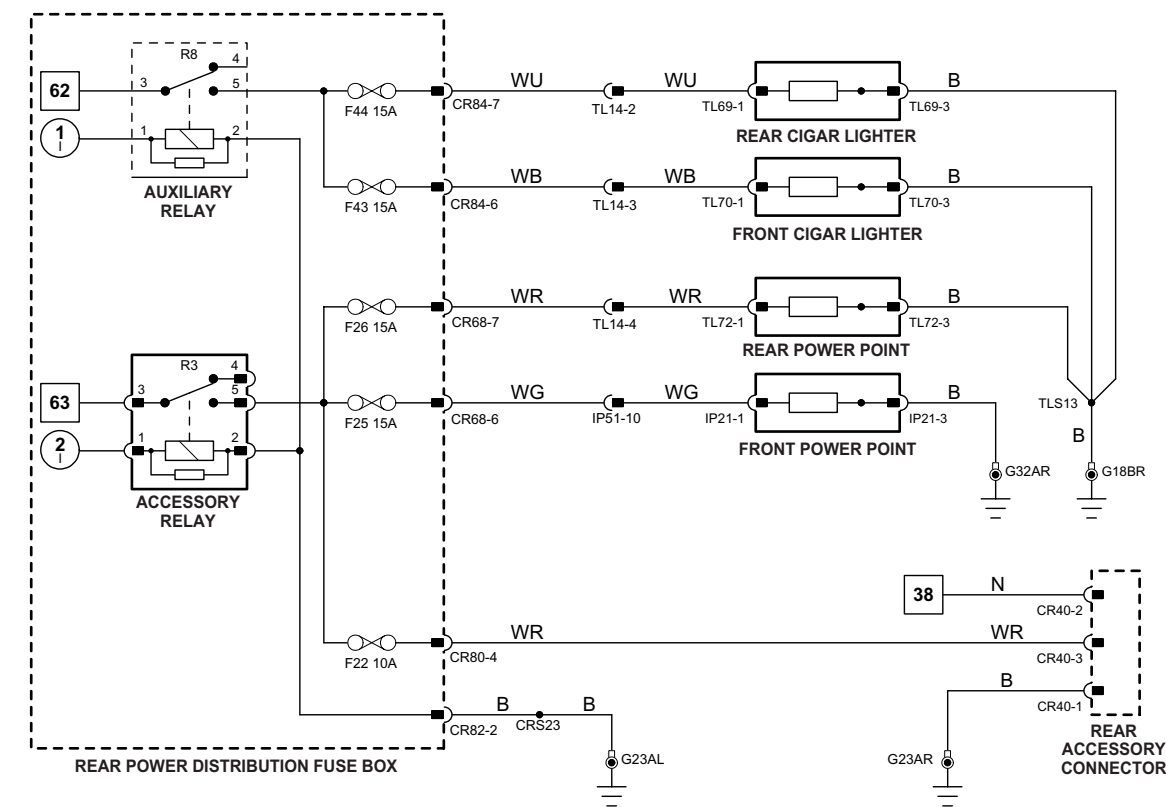 R8
4
62
3
5
WU
WU
B
F44 15A
CR84-7
TL14-2
TL69-1
TL69-3
1
I
1
2
REAR CIGAR LIGHTER
AUXILIARY
RELAY
WB
WB
B
F43 15A
CR84-6
TL14-3
TL70-1
TL70-3
FRONT CIGAR LIGHTER
WR
WR
B
F26 15A
CR68-7
TL14-4
TL72-1
TL72-3
REAR POWER POINT
R3
4
63
3
5
WG
WG
B
TLS13
F25 15A
CR68-6
IP51-10
IP21-1
IP21-3
2
I
1
2
FRONT POWER POINT
B
G32AR
G18BR
ACCESSORY
RELAY
38
N
CR40-2
WR
WR
F22 10A
CR80-4
CR40-3
B
CR40-1
B
B
CR82-2
CRS23
REAR
ACCESSORY
CONNECTOR
G23AL
G23AR
REAR POWER DISTRIBUTION FUSE BOX